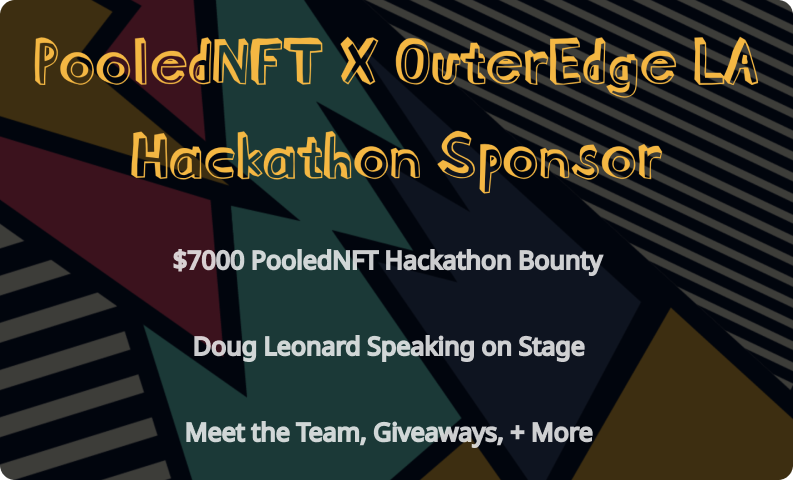 PooledNFT X OuterEdge LA
Hackathon Sponsor
$7000 PooledNFT Hackathon Bounty
Doug Leonard Speaking on Stage
Meet the Team, Giveaways, + More